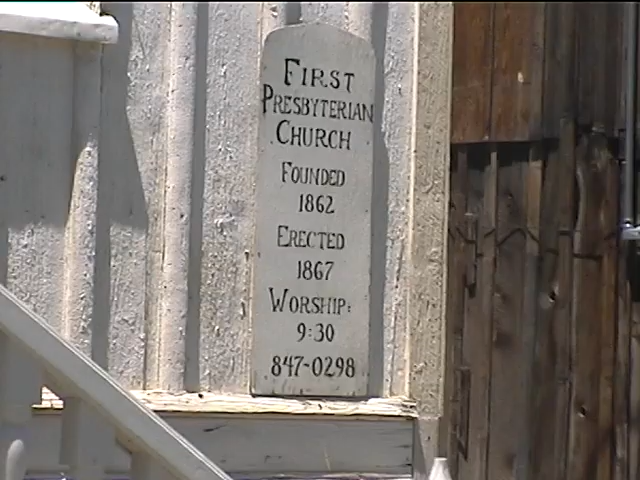 First
Presbyterian
Church
Founded
1862
Erected
1867
Worship:
9:30
847-0298